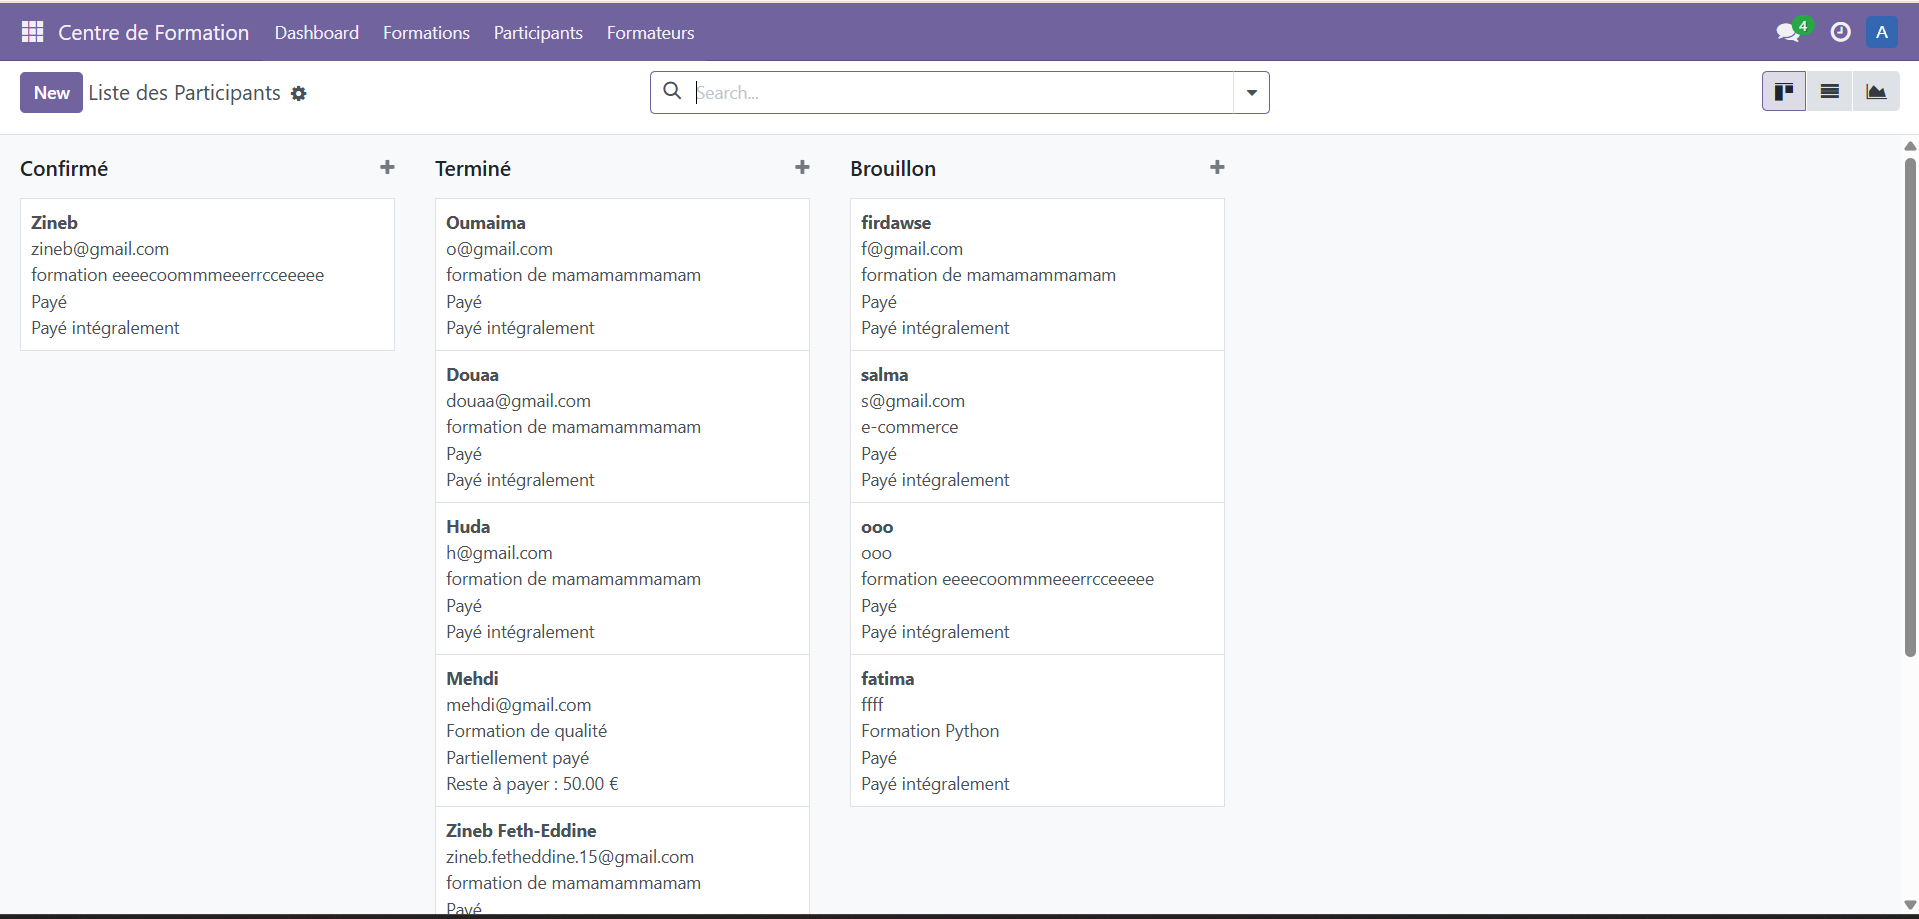 Centre de Formation Dashboard Formations Participants Formateurs 4 A
New Liste des Participants Search...
Confirmé
Zineb
zineb@gmail.com
formation eeeecoommmeeerrcceeeee
Payé
Payé intégralement
Terminé
Oumaima
o@gmail.com
formation de mamamammamam
Payé
Payé intégralement
Douaa
douaa@gmail.com
formation de mamamammamam
Payé
Payé intégralement
Huda
h@gmail.com
formation de mamamammamam
Payé
Payé intégralement
Mehdi
mehdi@gmail.com
Formation de qualité
Partiellement payé
Reste à payer : 50.00 €
Zineb Feth-Eddine
zineb.fetheddine.15@gmail.com
formation de mamamammamam
Payé
Brouillon
firdawse
f@gmail.com
formation de mamamammamam
Payé
Payé intégralement
salma
s@gmail.com
e-commerce
Payé
Payé intégralement
ooo
ooo
formation eeeecoommmeeerrcceeeee
Payé
Payé intégralement
fatima
ffff
Formation Python
Payé
Payé intégralement